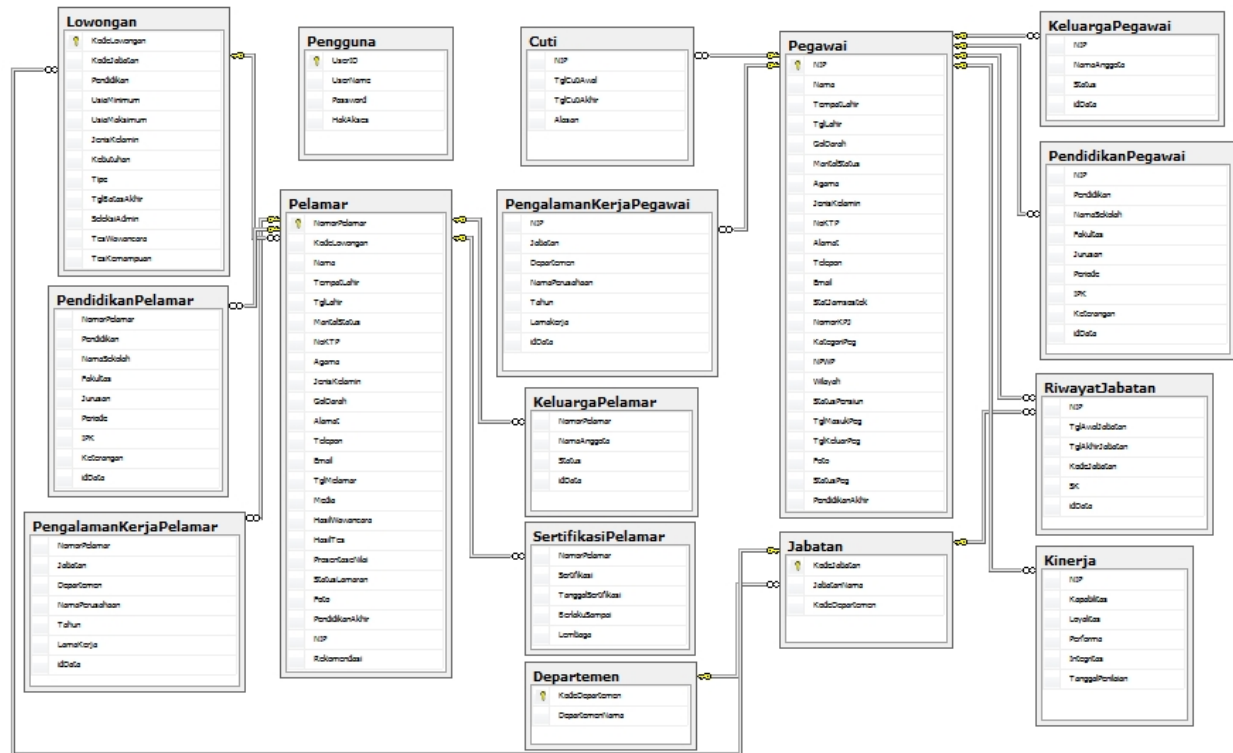 Lowongan
KodeLowongan
KodeJabatan
Pendidikan
UsiaMinimum
UsiaMaksimum
JenisKelamin
Kebutuhan
Tipe
TglBatasAkhir
SeleksiAdmin
TesWawancara
TesKemampuan
Pengguna
UserID
UserName
Password
HakAkses
Cuti
NIP
TglCutiAwal
TglCutiAkhir
Alasan
Pegawai
NIP
Nama
TempatLahir
TglLahir
GolDarah
MaritalStatus
Agama
JenisKelamin
NoKTP
Alamat
Telepon
Email
StatJamsostek
NomorKPJ
KategoriPeg
NPWP
Wilayah
StatusPensiun
TglMasukPeg
TglKeluarPeg
Foto
StatusPeg
PendidikanAkhir
KeluargaPegawai
NIP
NamaAnggota
Status
idData
PendidikanPegawai
NIP
Pendidikan
NamaSekolah
Fakultas
Jurusan
Periode
IPK
Keterangan
idData
Pelamar
NomorPelamar
KodeLowongan
Nama
TempatLahir
TglLahir
MaritalStatus
NoKTP
Agama
JenisKelamin
GolDarah
Alamat
Telepon
Email
TglMelamar
Media
HasilWawancara
HasilTes
PresentaseNilai
StatusLamaran
Foto
PendidikanAkhir
NIP
Rekomendasi
PengalamanKerjaPegawai
NIP
Jabatan
Departemen
NamaPerusahaan
Tahun
Lamakerja
idData
PendidikanPelamar
NomorPelamar
Pendidikan
NamaSekolah
Fakultas
Jurusan
Periode
IPK
Keterangan
idData
RiwayatJabatan
NIP
TglAwalJabatan
TglAkhirJabatan
KodeJabatan
SK
idData
KeluargaPelamar
NomorPelamar
NamaAnggota
Status
idData
PengalamanKerjaPelamar
NomorPelamar
Jabatan
Departemen
NamaPerusahaan
Tahun
LamaKerja
idData
SertifikasiPelamar
NomorPelamar
Sertifikasi
TanggalSertifikasi
BerlakuSampai
Lembaga
Jabatan
KodeJabatan
JabatanNama
KodeDepartemen
Kinerja
NIP
Kapabilitas
Loyalitas
Performa
Integritas
TanggalPenilaian
Departemen
KodeDepartemen
DepartemenNama